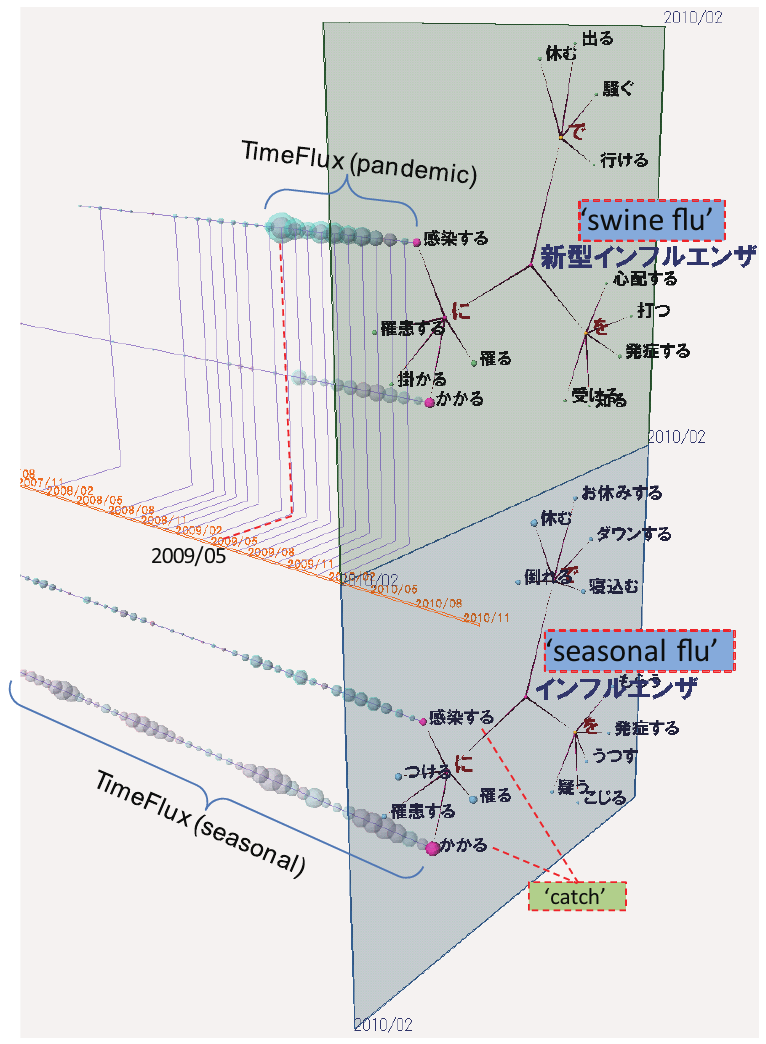 2010/02
出る
休む
騒ぐ
で
行ける
TimeFlux (pandemic)
'swine flu'
感染する
新型インフルエンザ
心配する
に
打つ
罹患する
を
罹る
発症する
掛かる
かかる
受ける
知る
2010/02
2007/11
2008/02
2008/05
2008/08
2008/11
2009/02
2009/05
2009/08
2009/11
2010/02
2010/05
2010/08
2010/11
2009/05
2010/02
お休みする
休む
ダウンする
倒れる
で
寝込む
'seasonal flu'
インフルエンザ
感染する
を
発症する
に
つける
うつす
罹る
疑う
こじる
罹患する
かかる
TimeFlux (seasonal)
'catch'
2010/02